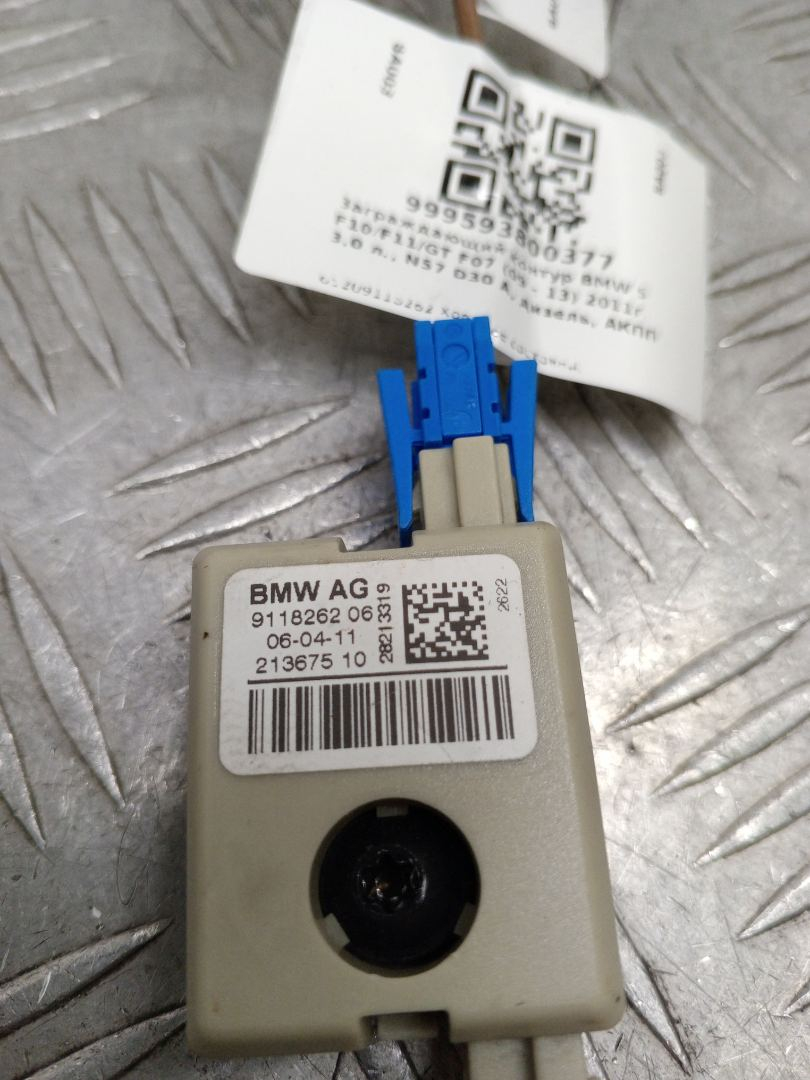 999593800377
Заграждающий контур BMW 5
F10/F11/GT F07 (09 - 13) 2011г
3.0 л., N57 D30 A, Дизель, АКПП
BMW AG
9118262 06
06-04-11
213675 10
28213319
2622